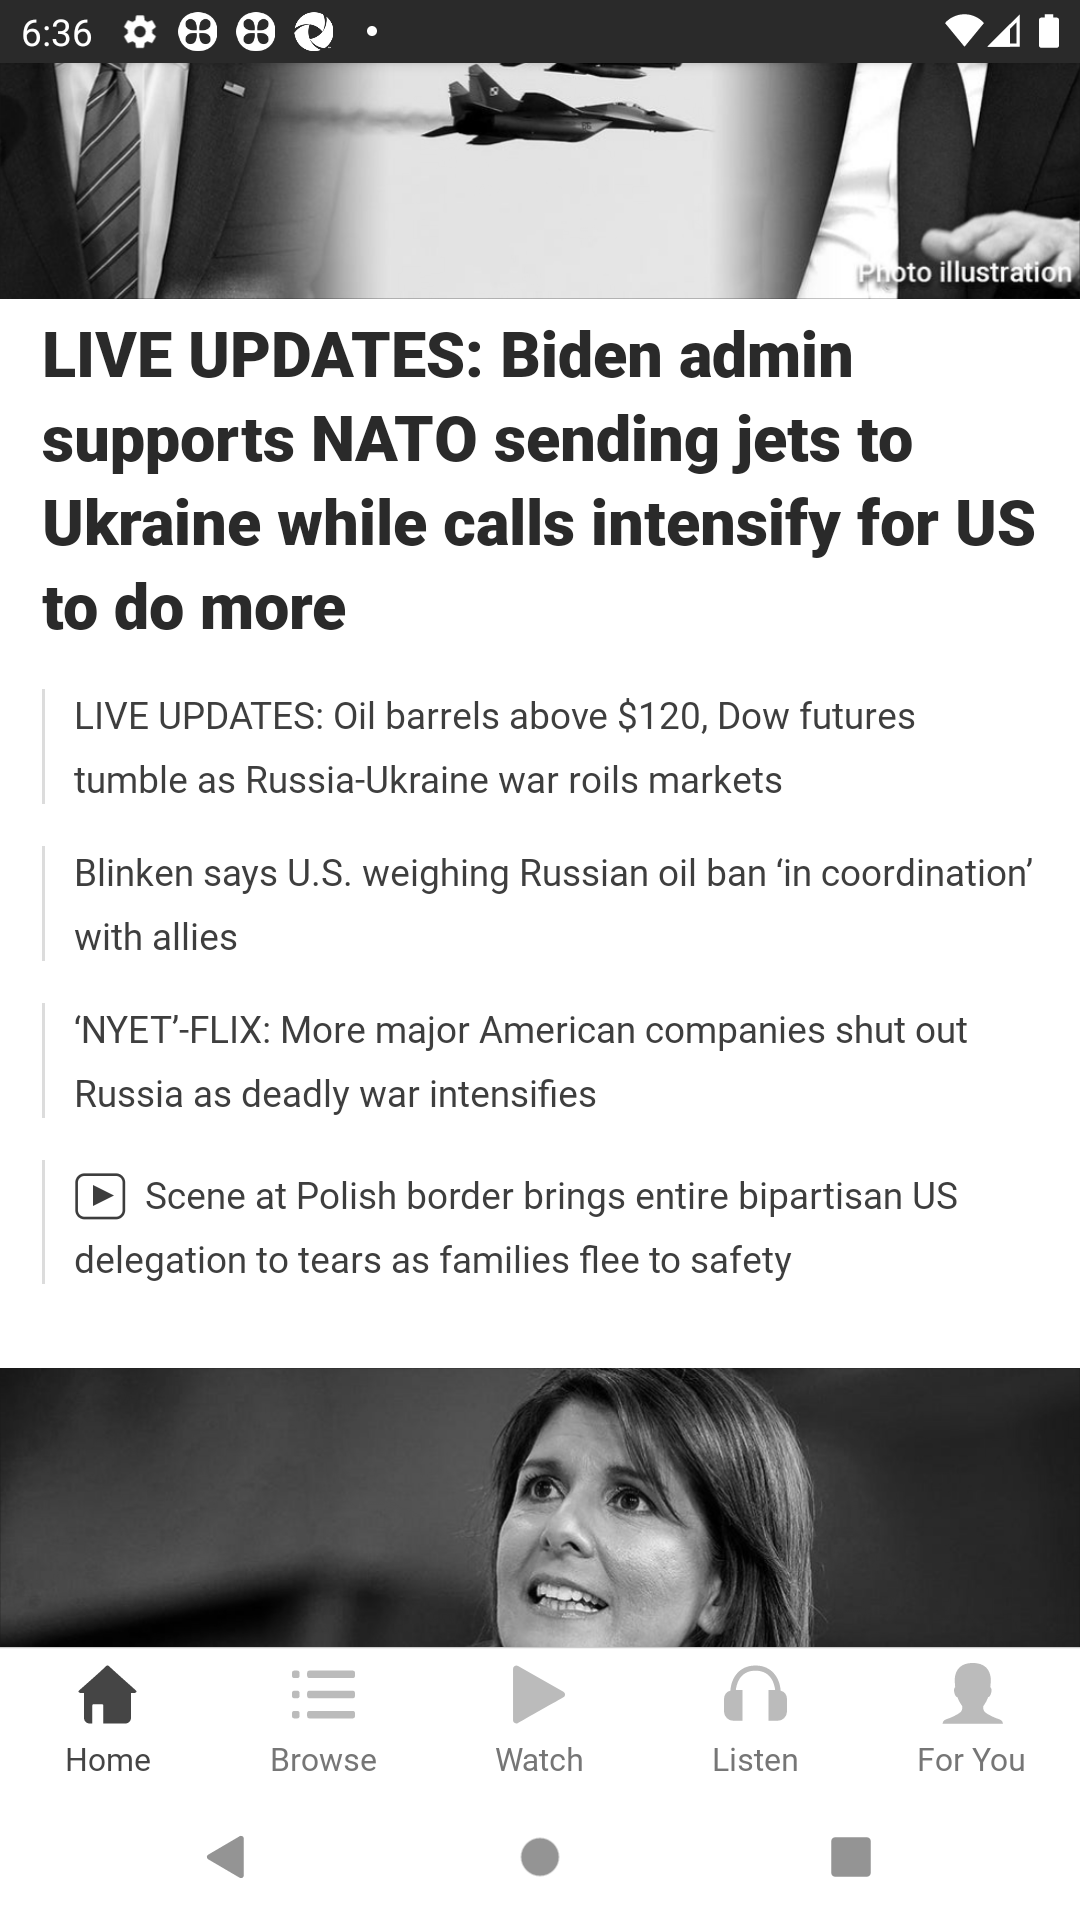 6:36
Photo illustration
LIVE UPDATES: Biden admin
supports NATO sending jets to
Ukraine while calls intensify for US
to do more
LIVE UPDATES: Oil barrels above $120, Dow futures
tumble as Russia-Ukraine war roils markets
Blinken says U.S. weighing Russian oil ban ‘in coordination’
with allies
‘NYET’-FLIX: More major American companies shut out
Russia as deadly war intensifies
Scene at Polish border brings entire bipartisan US
delegation to tears as families flee to safety
Home Browse Watch Listen For You